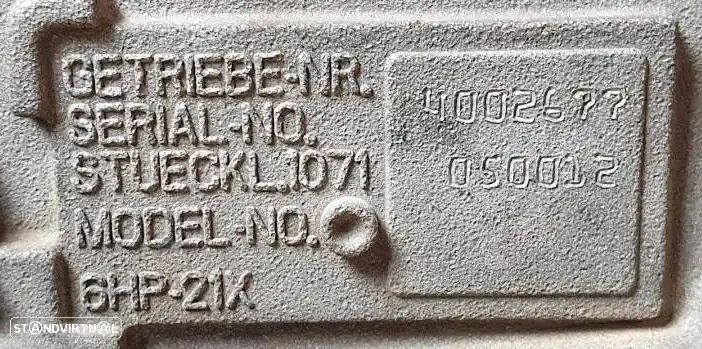 GETRIEBE-NR. 4002677
SERIAL-NO.
STUECKL.1071 050012
MODEL-NO.
6HP-21X
STANDVIRTUAL